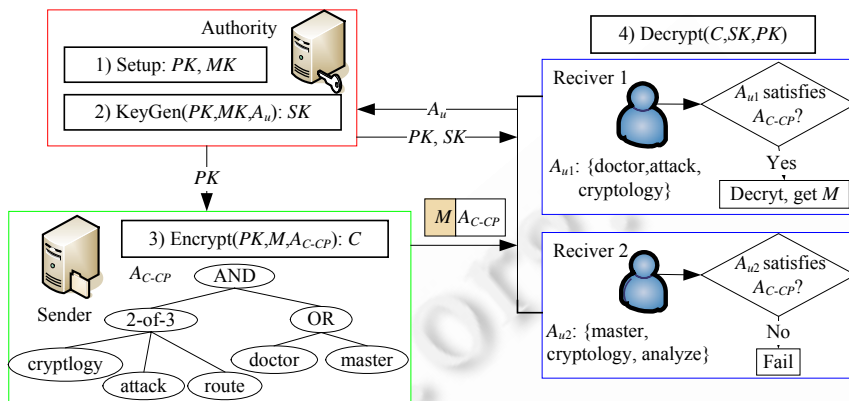 Authority
1) Setup: PK, MK
2) KeyGen(PK,MK,Au): SK
Au
PK, SK
PK
3) Encrypt(PK,M,AC-CP): C
AC-CP
Sender
AND
2-of-3
OR
cryptlogy
attack
route
doctor
master
M AC-CP
4) Decrypt(C,SK,PK)
Reciver 1
Au1 satisfies
AC-CP?
Au1: {doctor,attack,
cryptology}
Yes
Decryt, get M
Reciver 2
Au2 satisfies
AC-CP?
Au2: {master,
cryptology, analyze}
No
Fail